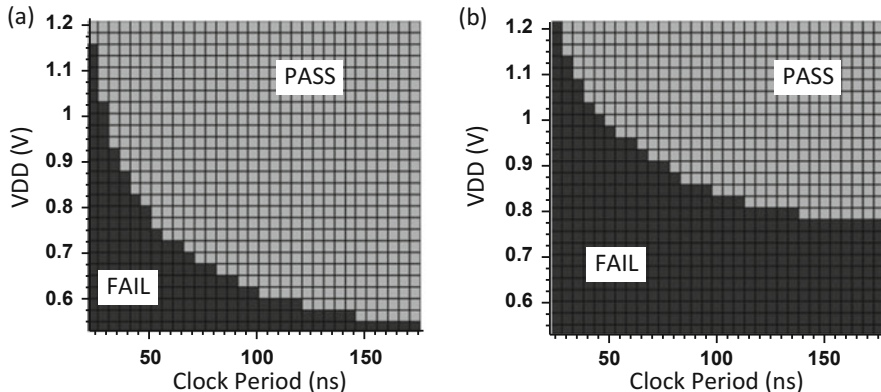 (a)
1.2
1.1
1
0.9
0.8
0.7
0.6
VDD (V)
PASS
FAIL
50
100
150
Clock Period (ns)
(b)
1.2
1.1
1
0.9
0.8
0.7
0.6
VDD (V)
PASS
FAIL
50
100
150
Clock Period (ns)